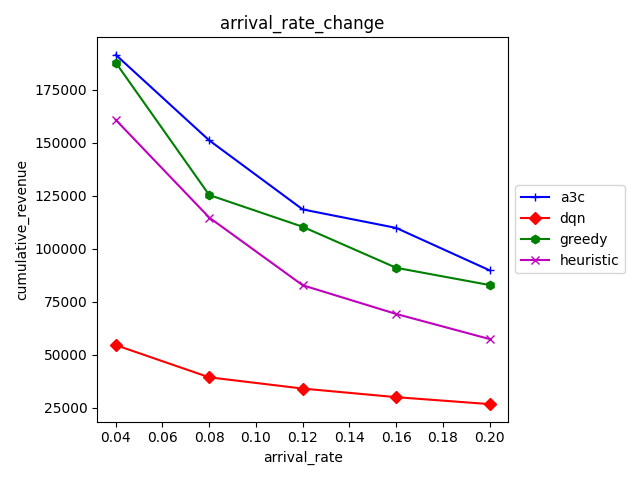 arrival_rate_change
cumulative_revenue
175000
150000
125000
100000
75000
50000
25000
0.04 0.06 0.08 0.10 0.12 0.14 0.16 0.18 0.20
arrival_rate
a3c
dqn
greedy
heuristic